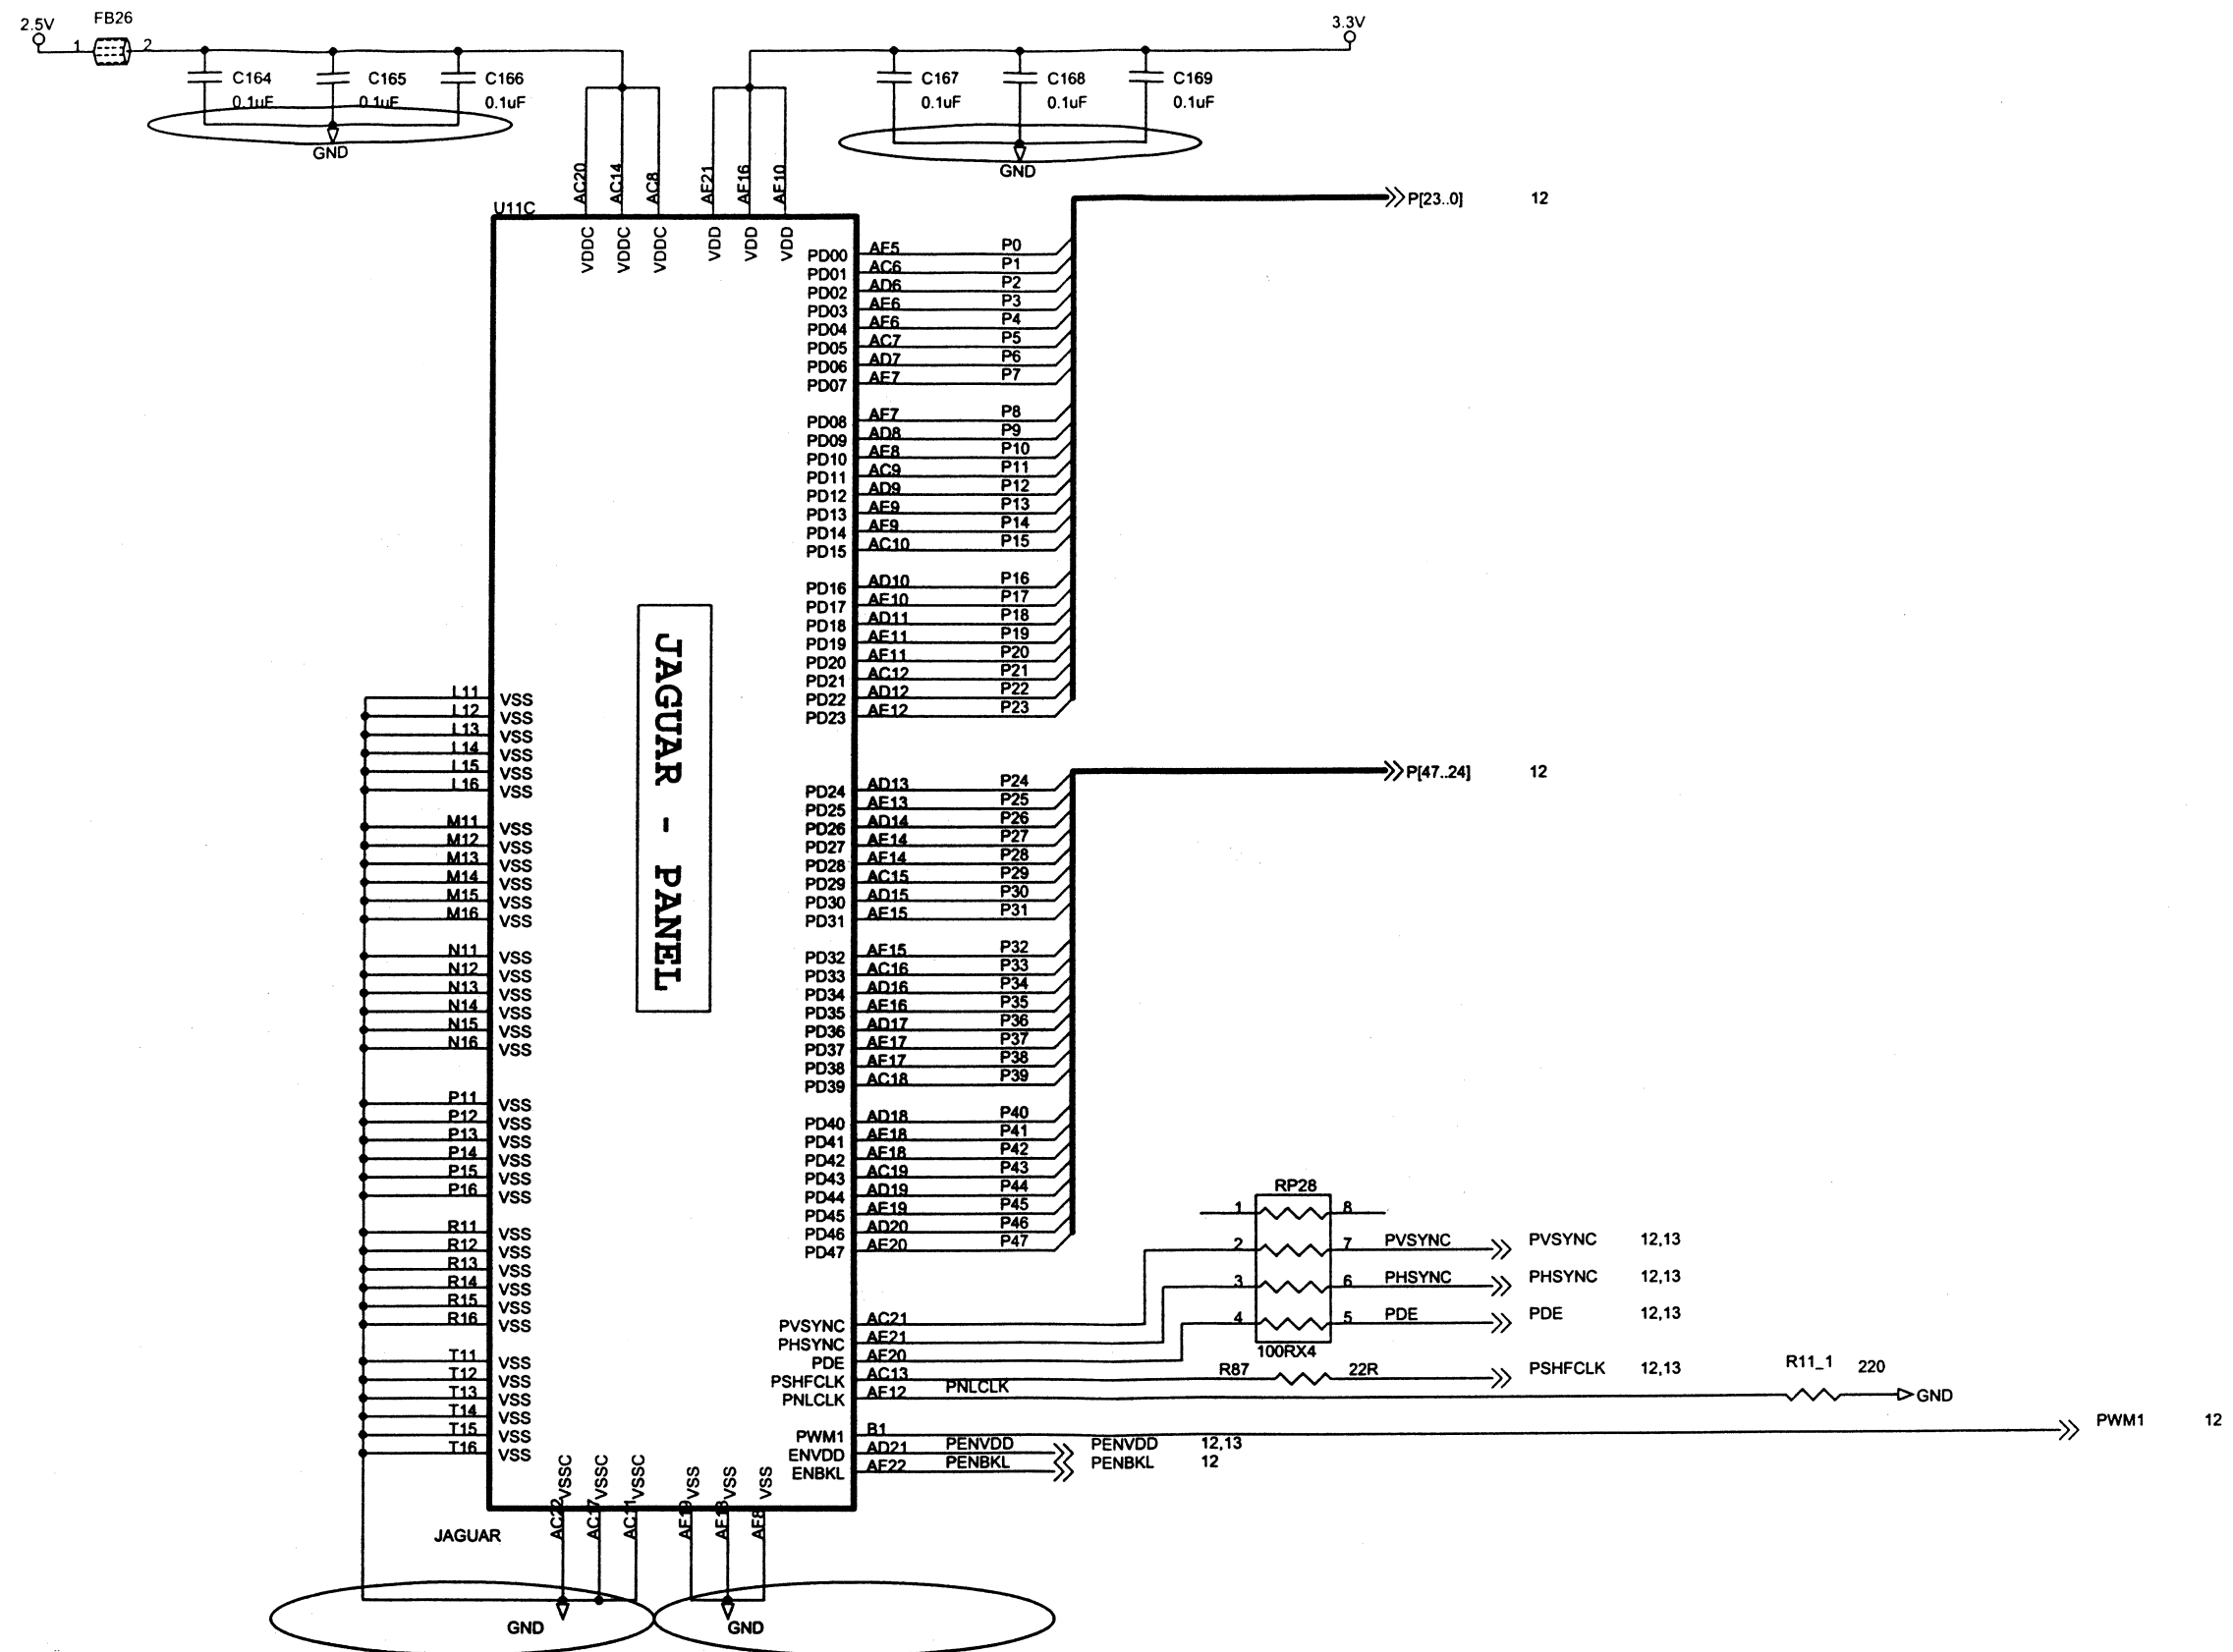 2.5V FB26 3.3V
1 2
C164 C165 C166 C167 C168 C169
0.1uF 0.1uF 0.1uF 0.1uF 0.1uF 0.1uF
GND GND
AC20 AC14 AC8 AF21 AF16 AF10
U11C
VDDC VDDC VDDC VDD VDD VDD
P[23..0] 12
PD00 AF5 P0
PD01 AC6 P1
PD02 AD6 P2
PD03 AE6 P3
PD04 AF6 P4
PD05 AC7 P5
PD06 AD7 P6
PD07 AE7 P7
PD08 AF7 P8
PD09 AD8 P9
PD10 AE8 P10
PD11 AC9 P11
PD12 AD9 P12
PD13 AE9 P13
PD14 AF9 P14
PD15 AC10 P15
PD16 AD10 P16
PD17 AE10 P17
PD18 AD11 P18
PD19 AE11 P19
PD20 AF11 P20
PD21 AC12 P21
PD22 AD12 P22
PD23 AE12 P23
JAGUAR - PANEL
L11 VSS
L12 VSS
L13 VSS
L14 VSS
L15 VSS
L16 VSS
M11 VSS
M12 VSS
M13 VSS
M14 VSS
M15 VSS
M16 VSS
N11 VSS
N12 VSS
N13 VSS
N14 VSS
N15 VSS
N16 VSS
P11 VSS
P12 VSS
P13 VSS
P14 VSS
P15 VSS
P16 VSS
R11 VSS
R12 VSS
R13 VSS
R14 VSS
R15 VSS
R16 VSS
T11 VSS
T12 VSS
T13 VSS
T14 VSS
T15 VSS
T16 VSS
P[47..24] 12
PD24 AD13 P24
PD25 AE13 P25
PD26 AD14 P26
PD27 AE14 P27
PD28 AF14 P28
PD29 AC15 P29
PD30 AD15 P30
PD31 AE15 P31
PD32 AF15 P32
PD33 AC16 P33
PD34 AD16 P34
PD35 AE16 P35
PD36 AD17 P36
PD37 AE17 P37
PD38 AF17 P38
PD39 AC18 P39
PD40 AD18 P40
PD41 AE18 P41
PD42 AF18 P42
PD43 AC19 P43
PD44 AD19 P44
PD45 AE19 P45
PD46 AD20 P46
PD47 AE20 P47
RP28
1 8
2 7 PVSYNC PVSYNC 12,13
3 6 PHSYNC PHSYNC 12,13
4 5 PDE PDE 12,13
100RX4
PVSYNC AC21
PHSYNC AE21
PDE AF20
PSHFCLK AC13 R87 22R PSHFCLK 12,13
PNLCLK AF12 PNLCLK R11_1 220 GND
PWM1 B1 PWM1 12
ENVDD AD21 PENVDD PENVDD 12,13
ENBKL AF22 PENBKL PENBKL 12
VSSC VSSC VSSC VSS VSS VSS
AC22 AC17 AC11 AF19 AF13 AF8
JAGUAR
GND GND